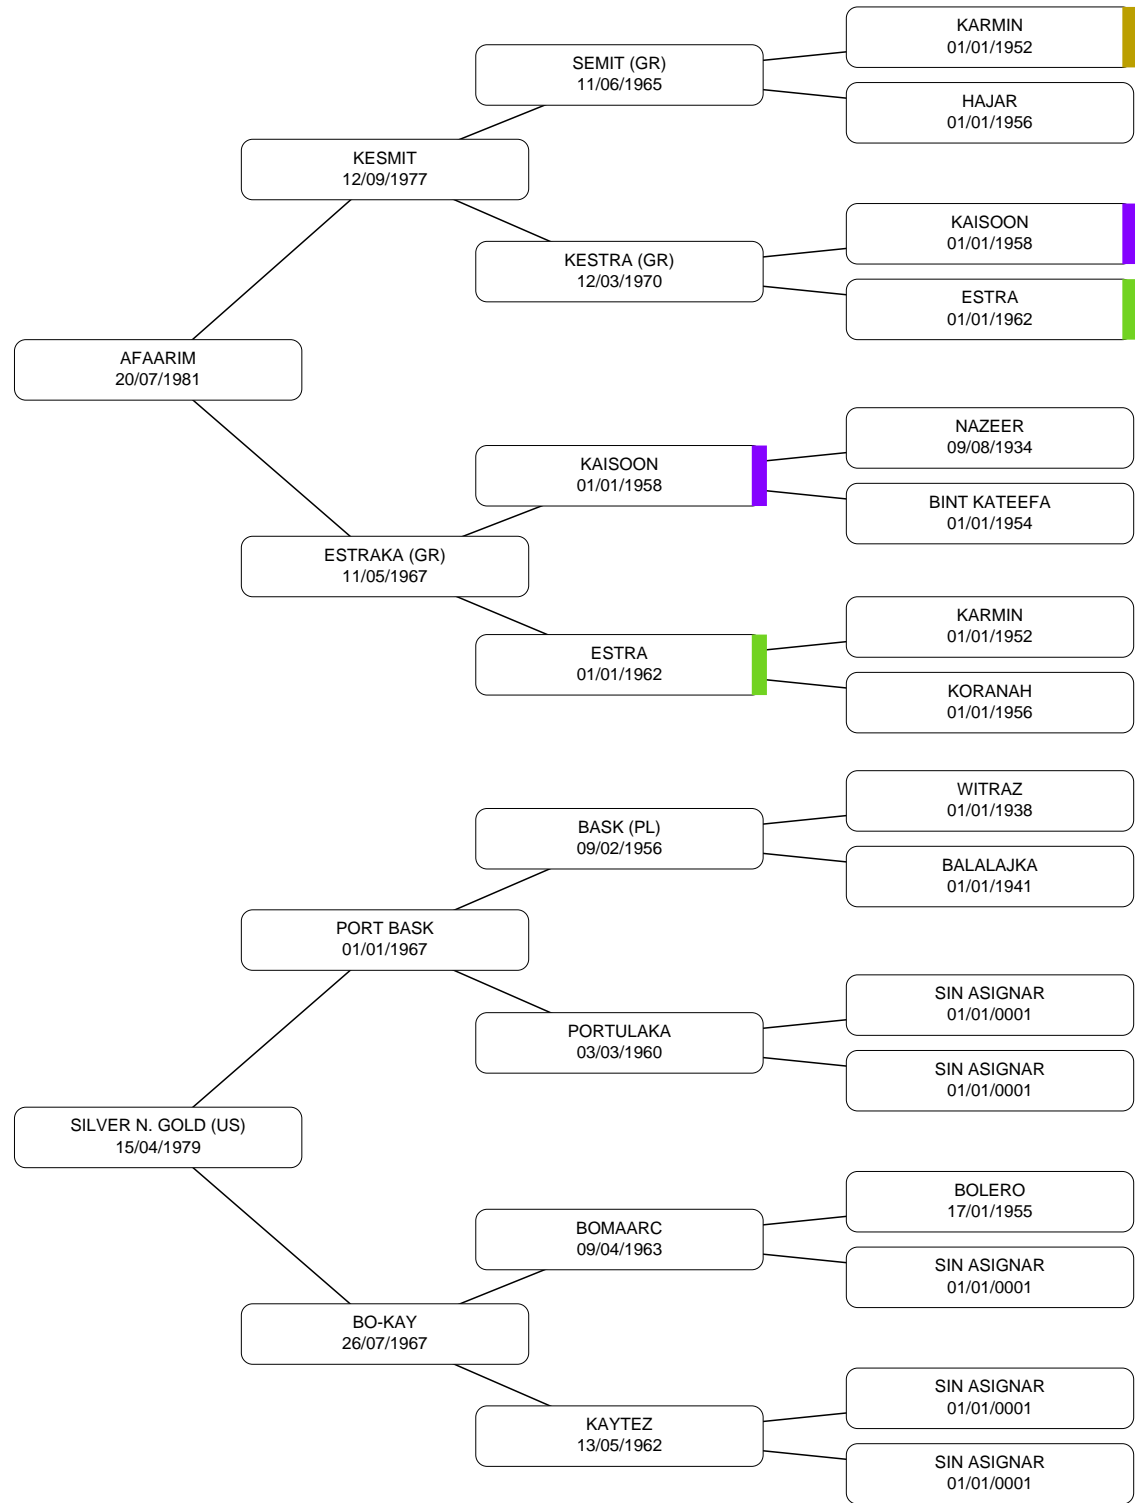 KARMIN
01/01/1952
SEMIT (GR)
11/06/1965
HAJAR
01/01/1956
KESMIT
12/09/1977
KAISOON
01/01/1958
KESTRA (GR)
12/03/1970
ESTRA
01/01/1962
AFAARIM
20/07/1981
NAZEER
09/08/1934
KAISOON
01/01/1958
BINT KATEEFA
01/01/1954
ESTRAKA (GR)
11/05/1967
KARMIN
01/01/1952
ESTRA
01/01/1962
KORANAH
01/01/1956
WITRAZ
01/01/1938
BASK (PL)
09/02/1956
BALALAJKA
01/01/1941
PORT BASK
01/01/1967
SIN ASIGNAR
01/01/0001
PORTULAKA
03/03/1960
SIN ASIGNAR
01/01/0001
SILVER N. GOLD (US)
15/04/1979
BOLERO
17/01/1955
BOMAARC
09/04/1963
SIN ASIGNAR
01/01/0001
BO-KAY
26/07/1967
SIN ASIGNAR
01/01/0001
KAYTEZ
13/05/1962
SIN ASIGNAR
01/01/0001